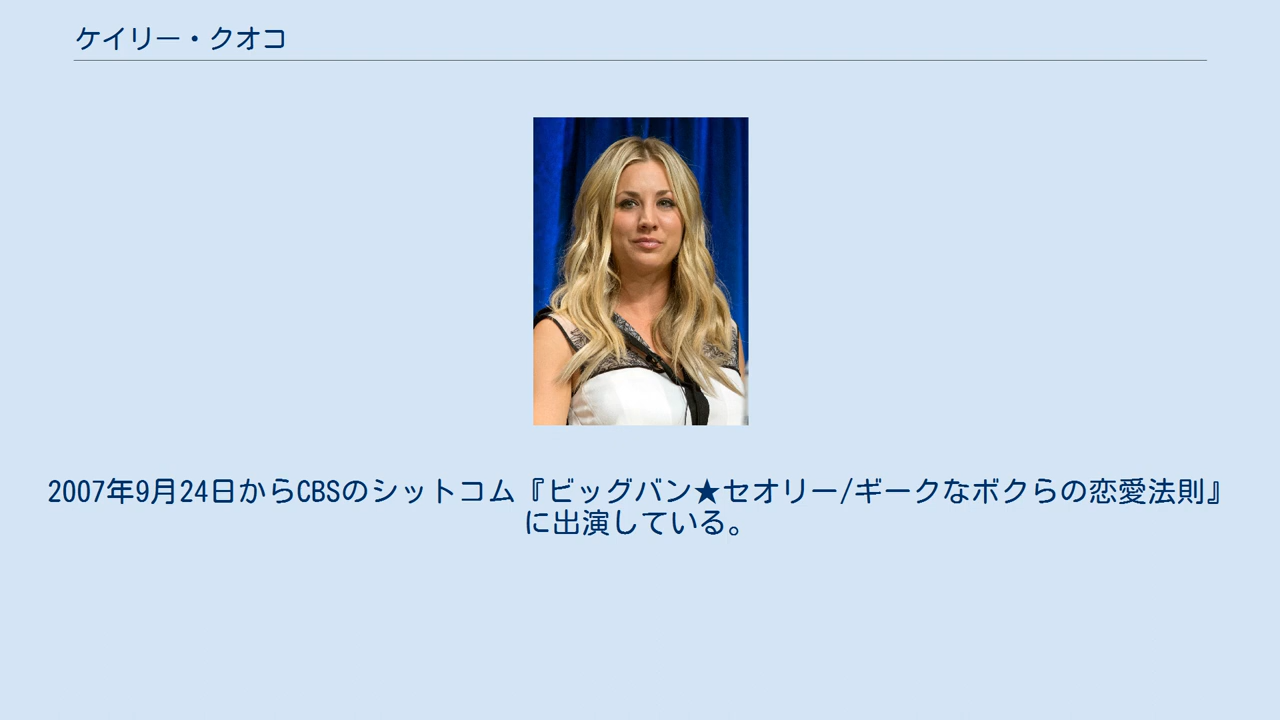 ケイリー・クオコ
2007年9月24日からCBSのシットコム『ビッグバン★セオリー/ギークなボクらの恋愛法則』
に出演している。